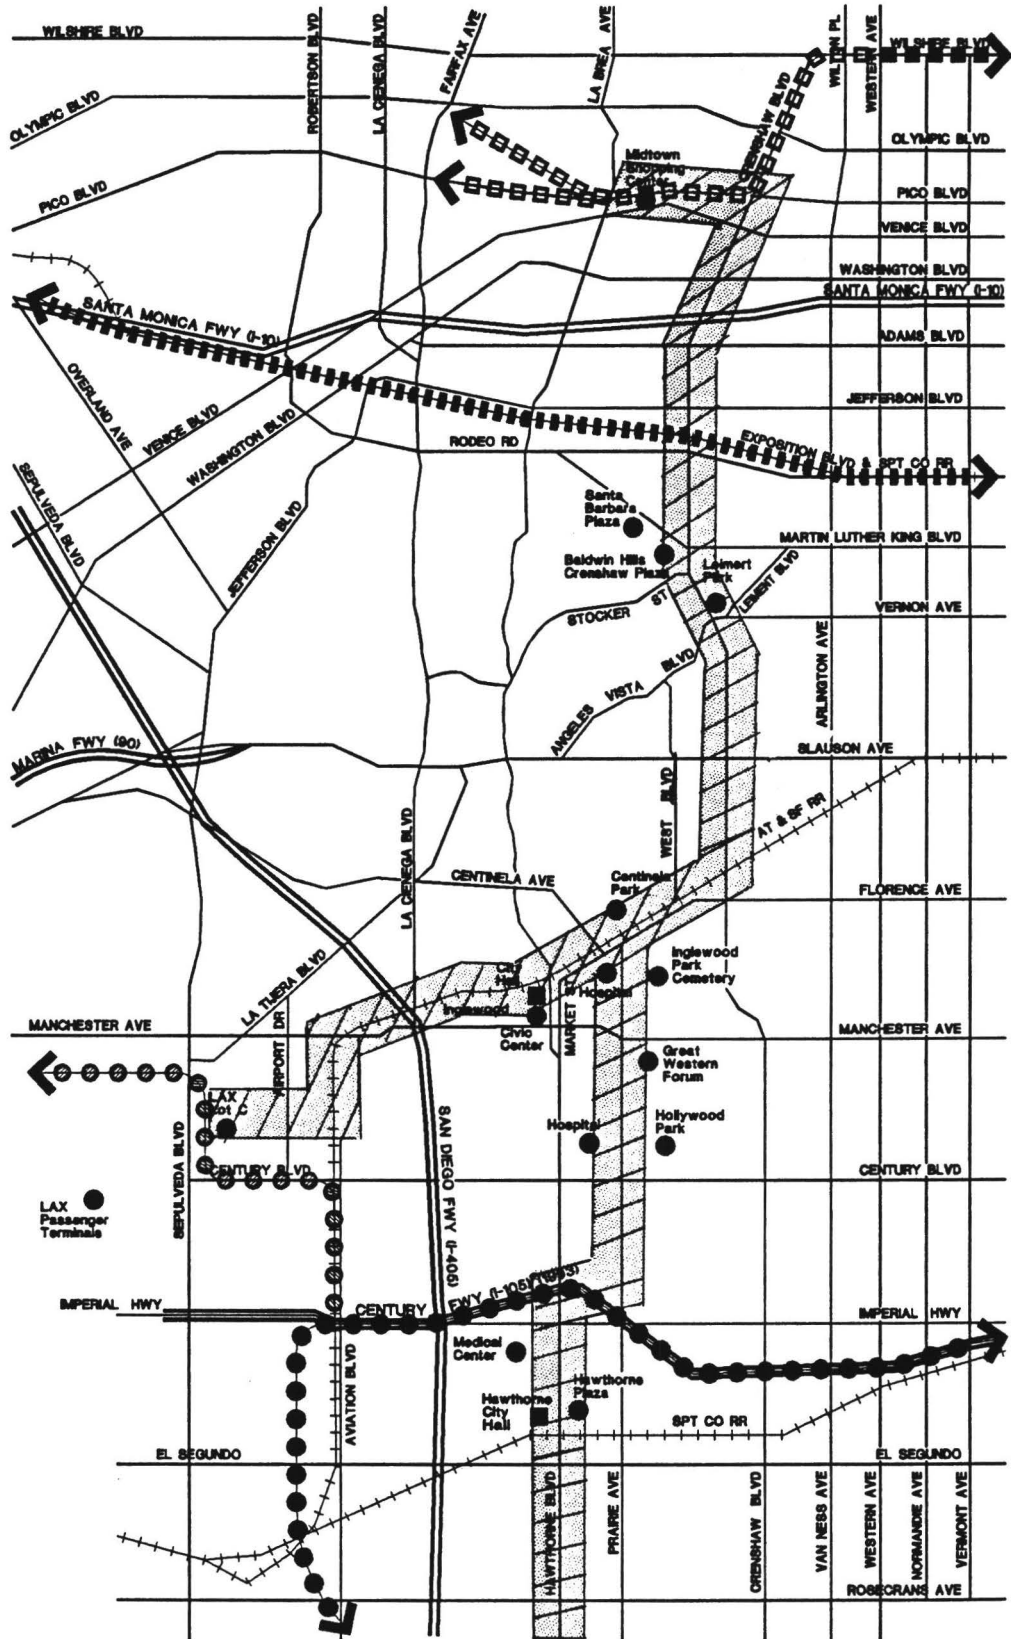 WILSHIRE BLVD
ROBERTSON BLVD
LA CIENEGA BLVD
FAIRFAX AVE
LA BREA AVE
WILTON PL
WESTERN AVE
WILSHIRE BLVD
OLYMPIC BLVD
CRENSHAW BLVD
OLYMPIC BLVD
Midtown
Shopping
Center
PICO BLVD
PICO BLVD
VENICE BLVD
WASHINGTON BLVD
SANTA MONICA FWY (I-10)
SANTA MONICA FWY (I-10)
ADAMS BLVD
OVERLAND AVE
VENICE BLVD
WASHINGTON BLVD
JEFFERSON BLVD
RODEO RD
EXPOSITION BLVD & SPT CO RR
SEPULVEDA BLVD
JEFFERSON BLVD
Santa
Barbara
Plaza
MARTIN LUTHER KING BLVD
Baldwin Hills
Crenshaw Plaza
Leimert
Park
LEIMERT BLVD
STOCKER ST
VERNON AVE
ANGELES VISTA BLVD
ARLINGTON AVE
MARINA FWY (90)
SLAUSON AVE
WEST BLVD
AT & SF RR
LA CIENEGA BLVD
CENTINELA AVE
Centinela
Park
FLORENCE AVE
LA TIJERA BLVD
City
Hall
Inglewood
Civic
Center
MARKET ST
Hospital
Inglewood
Park
Cemetery
MANCHESTER AVE
AIRPORT DR
MANCHESTER AVE
Great
Western
Forum
LAX
Lot C
SAN DIEGO FWY (I-405)
Hospital
Hollywood
Park
SEPULVEDA BLVD
CENTURY BLVD
CENTURY BLVD
LAX
Passenger
Terminals
IMPERIAL HWY
CENTURY FWY (I-105) (1993)
IMPERIAL HWY
Medical
Center
AVIATION BLVD
Hawthorne
Plaza
Hawthorne
City
Hall
SPT CO RR
EL SEGUNDO
EL SEGUNDO
HAWTHORNE BLVD
PRAIRIE AVE
CRENSHAW BLVD
VAN NESS AVE
WESTERN AVE
NORMANDIE AVE
VERMONT AVE
ROSECRANS AVE